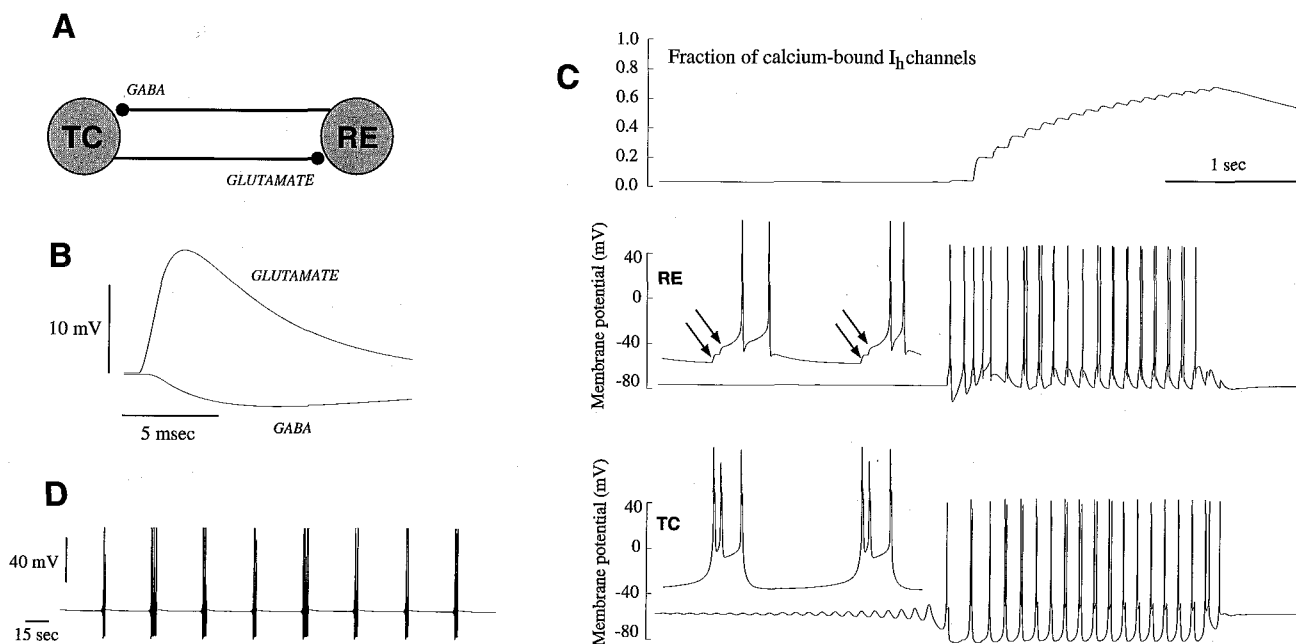 A
GABA
TC
RE
GLUTAMATE
B
GLUTAMATE
10 mV
5 msec
GABA
D
40 mV
15 sec
C
1.0
Fraction of calcium-bound Ih channels
0.8
0.6
0.4
0.2
0.0
1 sec
Membrane potential (mV)
40
RE
0
-40
-80
Membrane potential (mV)
40
TC
0
-40
-80